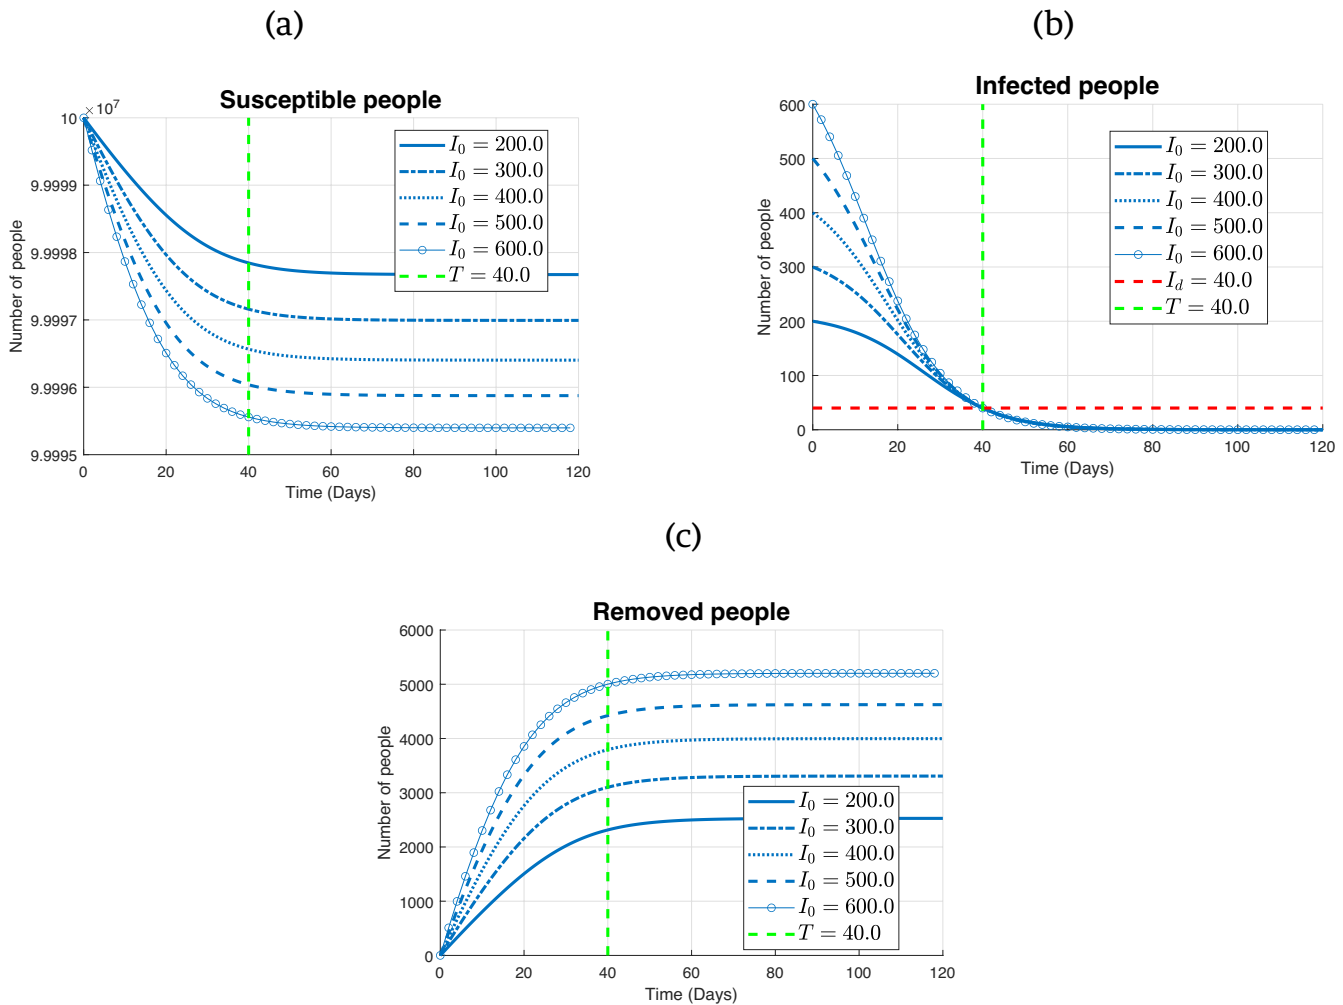 (a)
Susceptible people
× 10^7
10
9.9999
9.9998
9.9997
9.9996
9.9995
Number of people
0 20 40 60 80 100 120
Time (Days)
I_0 = 200.0
I_0 = 300.0
I_0 = 400.0
I_0 = 500.0
I_0 = 600.0
T = 40.0
(b)
Infected people
600
500
400
300
200
100
0
Number of people
0 20 40 60 80 100 120
Time (Days)
I_0 = 200.0
I_0 = 300.0
I_0 = 400.0
I_0 = 500.0
I_0 = 600.0
I_d = 40.0
T = 40.0
(c)
Removed people
6000
5000
4000
3000
2000
1000
0
Number of people
0 20 40 60 80 100 120
Time (Days)
I_0 = 200.0
I_0 = 300.0
I_0 = 400.0
I_0 = 500.0
I_0 = 600.0
T = 40.0